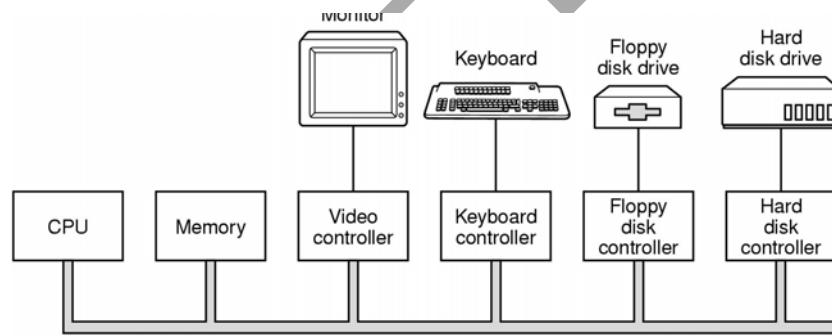 Monitor
Keyboard
Floppy
disk drive
Hard
disk drive
CPU
Memory
Video
controller
Keyboard
controller
Floppy
disk
controller
Hard
disk
controller